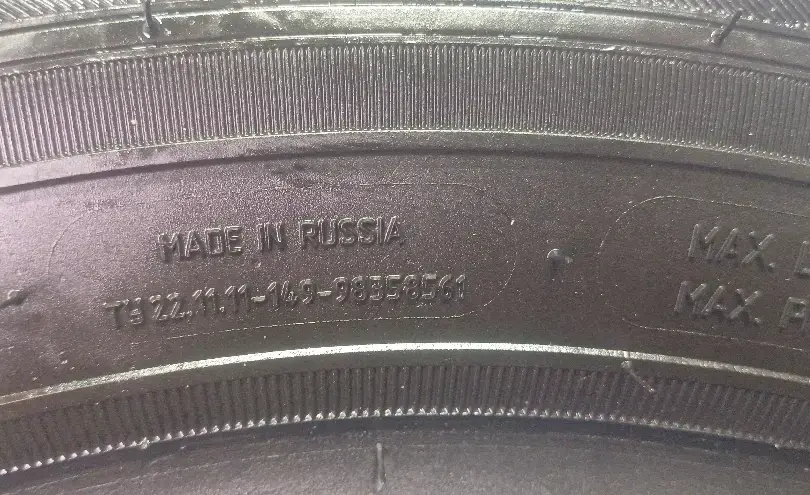 MADE IN RUSSIA
ТУ 22.11.11-149-98358561
MAX.
MAX.